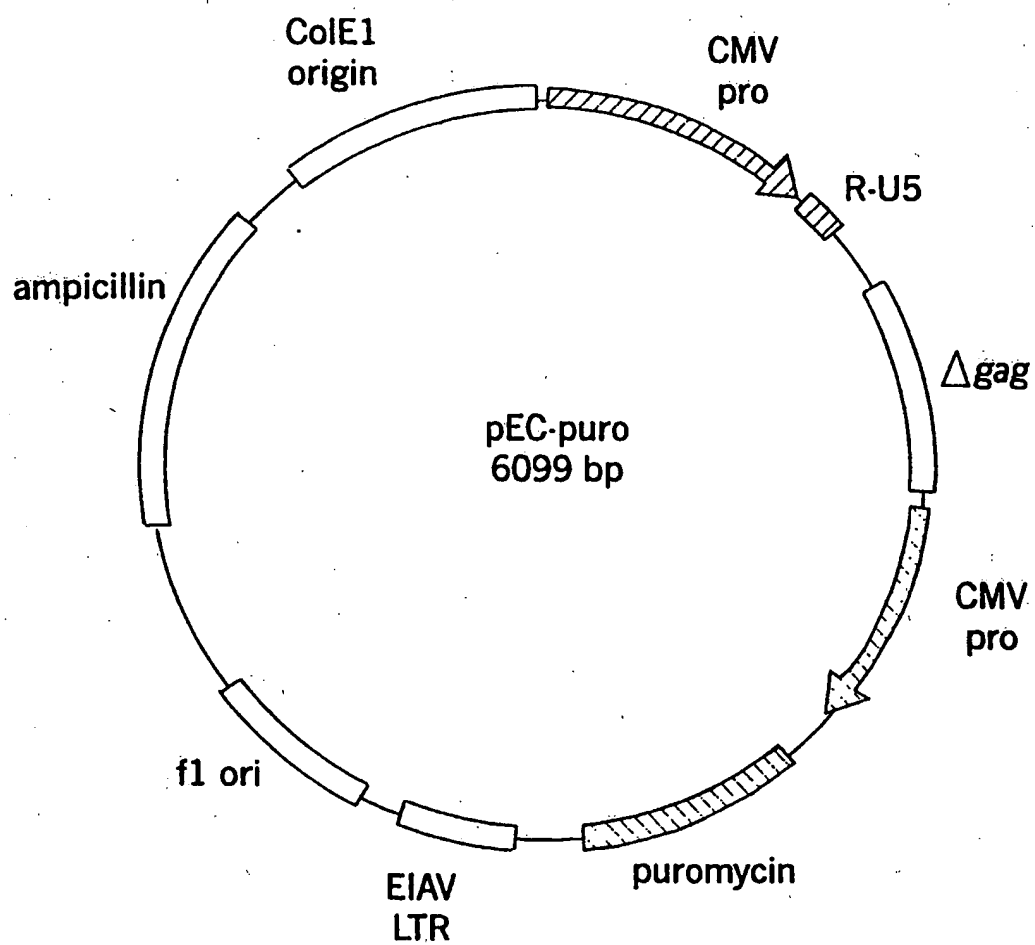 ColE1
origin
CMV
pro
R-U5
ampicillin
Δgag
pEC-puro
6099 bp
CMV
pro
f1 ori
puromycin
EIAV
LTR